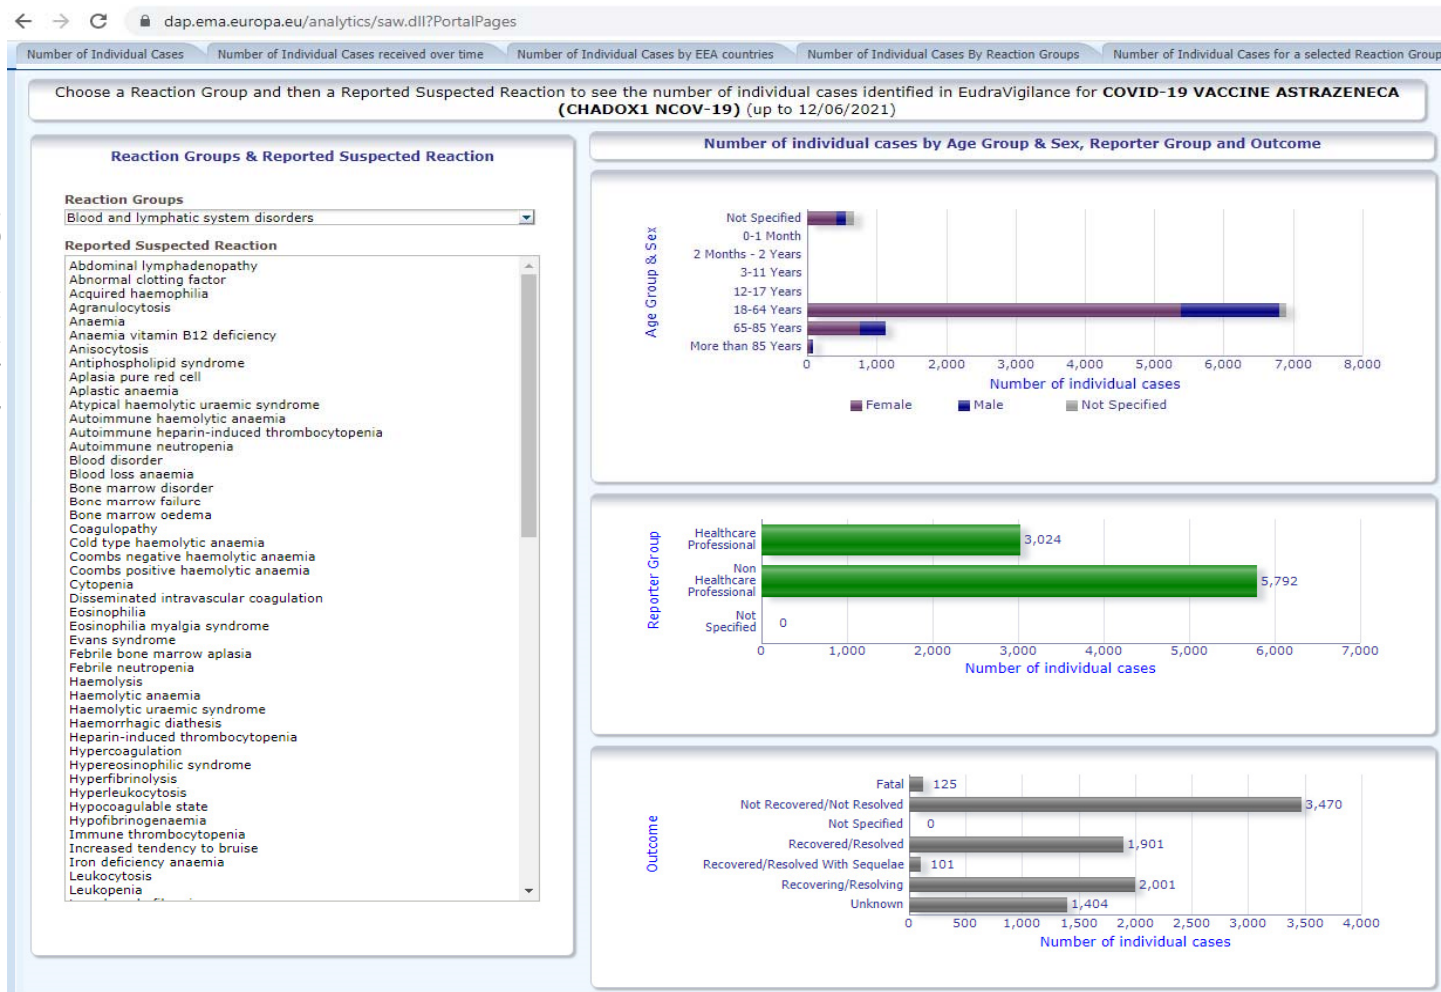 dap.ema.europa.eu/analytics/saw.dll?PortalPages
Number of Individual Cases
Number of Individual Cases received over time
Number of Individual Cases by EEA countries
Number of Individual Cases By Reaction Groups
Number of Individual Cases for a selected Reaction Group
Choose a Reaction Group and then a Reported Suspected Reaction to see the number of individual cases identified in EudraVigilance for COVID-19 VACCINE ASTRAZENECA
(CHADOX1 NCOV-19) (up to 12/06/2021)
Reaction Groups & Reported Suspected Reaction
Reaction Groups
Blood and lymphatic system disorders
Reported Suspected Reaction
Abdominal lymphadenopathy
Abnormal clotting factor
Acquired haemophilia
Agranulocytosis
Anaemia
Anaemia vitamin B12 deficiency
Anisocytosis
Antiphospholipid syndrome
Aplasia pure red cell
Aplastic anaemia
Atypical haemolytic uraemic syndrome
Autoimmune haemolytic anaemia
Autoimmune heparin-induced thrombocytopenia
Autoimmune neutropenia
Blood disorder
Blood loss anaemia
Bone marrow disorder
Bone marrow failure
Bone marrow oedema
Coagulopathy
Cold type haemolytic anaemia
Coombs negative haemolytic anaemia
Coombs positive haemolytic anaemia
Cytopenia
Disseminated intravascular coagulation
Eosinophilia
Eosinophilia myalgia syndrome
Evans syndrome
Febrile bone marrow aplasia
Febrile neutropenia
Haemolysis
Haemolytic anaemia
Haemolytic uraemic syndrome
Haemorrhagic diathesis
Heparin-induced thrombocytopenia
Hypercoagulation
Hypereosinophilic syndrome
Hyperfibrinolysis
Hyperleukocytosis
Hypocoagulable state
Hypofibrinogenaemia
Immune thrombocytopenia
Increased tendency to bruise
Iron deficiency anaemia
Leukocytosis
Leukopenia
Number of individual cases by Age Group & Sex, Reporter Group and Outcome
Age Group & Sex
Not Specified
0-1 Month
2 Months - 2 Years
3-11 Years
12-17 Years
18-64 Years
65-85 Years
More than 85 Years
0 1,000 2,000 3,000 4,000 5,000 6,000 7,000 8,000
Number of individual cases
Female Male Not Specified
Reporter Group
Healthcare
Professional
3,024
Non
Healthcare
Professional
5,792
Not
Specified
0
0 1,000 2,000 3,000 4,000 5,000 6,000 7,000
Number of individual cases
Outcome
Fatal 125
Not Recovered/Not Resolved 3,470
Not Specified 0
Recovered/Resolved 1,901
Recovered/Resolved With Sequelae 101
Recovering/Resolving 2,001
Unknown 1,404
0 500 1,000 1,500 2,000 2,500 3,000 3,500 4,000
Number of individual cases